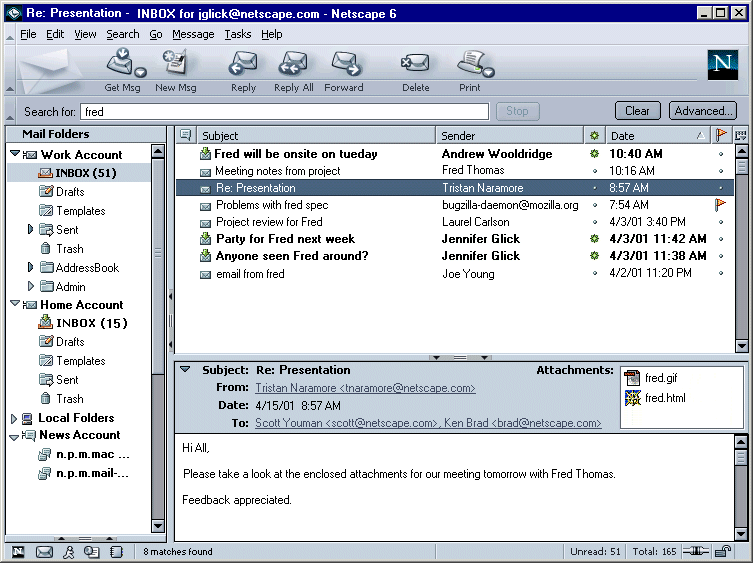 Re: Presentation - INBOX for jglick@netscape.com - Netscape 6
File Edit View Search Go Message Tasks Help
Get Msg New Msg Reply Reply All Forward Delete Print
N
Search for: fred Stop Clear Advanced...
Mail Folders
Work Account
INBOX (51)
Drafts
Templates
Sent
Trash
AddressBook
Admin
Home Account
INBOX (15)
Drafts
Templates
Sent
Trash
Local Folders
News Account
n.p.m.mac ...
n.p.m.mail-...
Subject Sender Date
Fred will be onsite on tueday Andrew Wooldridge 10:40 AM
Meeting notes from project Fred Thomas 10:16 AM
Re: Presentation Tristan Naramore 8:57 AM
Problems with fred spec bugzilla-daemon@mozilla.org 7:54 AM
Project review for Fred Laurel Carlson 4/3/01 3:40 PM
Party for Fred next week Jennifer Glick 4/3/01 11:42 AM
Anyone seen Fred around? Jennifer Glick 4/3/01 11:38 AM
email from fred Joe Young 4/2/01 11:20 PM
Subject: Re: Presentation
From: Tristan Naramore <tnaramore@netscape.com>
Date: 4/15/01 8:57 AM
To: Scott Youman <scott@netscape.com>, Ken Brad <brad@netscape.com>
Attachments:
fred.gif
fred.html
Hi All,
Please take a look at the enclosed attachments for our meeting tomorrow with Fred Thomas.
Feedback appreciated.
N 8 matches found Unread: 51 Total: 165